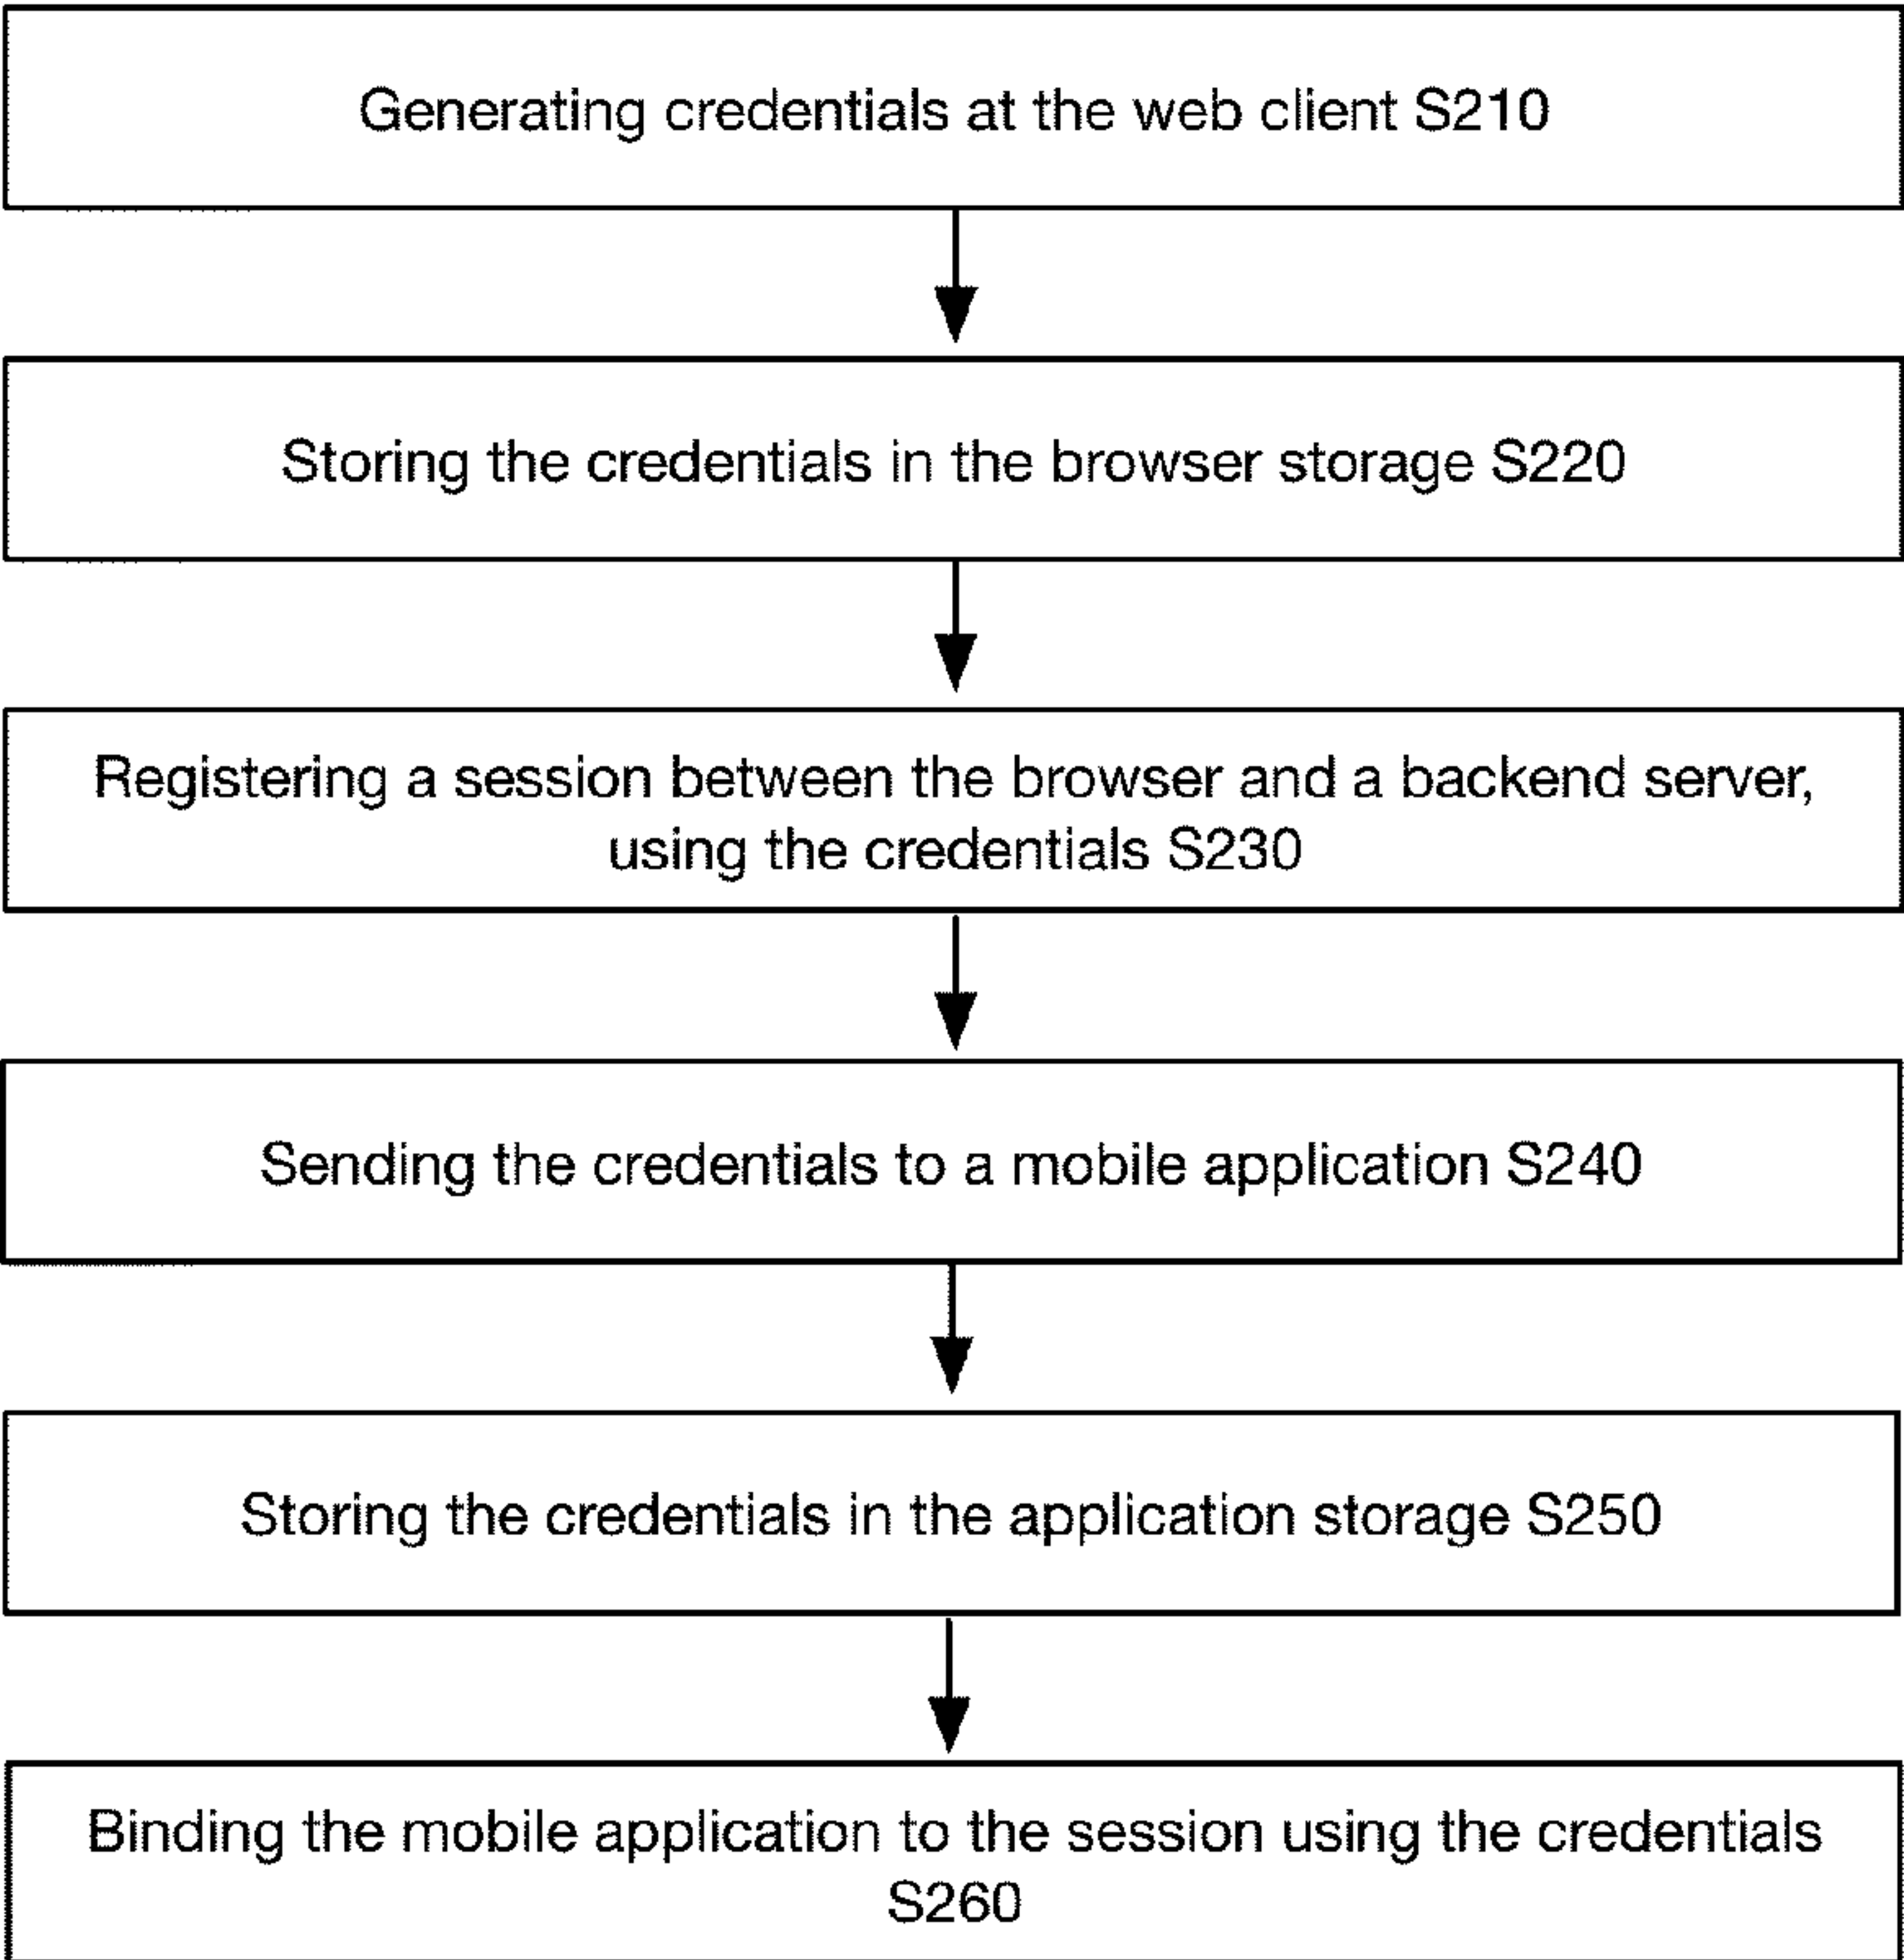 Generating credentials at the web client S210
Storing the credentials in the browser storage S220
Registering a session between the browser and a backend server,
using the credentials S230
Sending the credentials to a mobile application S240
Storing the credentials in the application storage S250
Binding the mobile application to the session using the credentials
S260